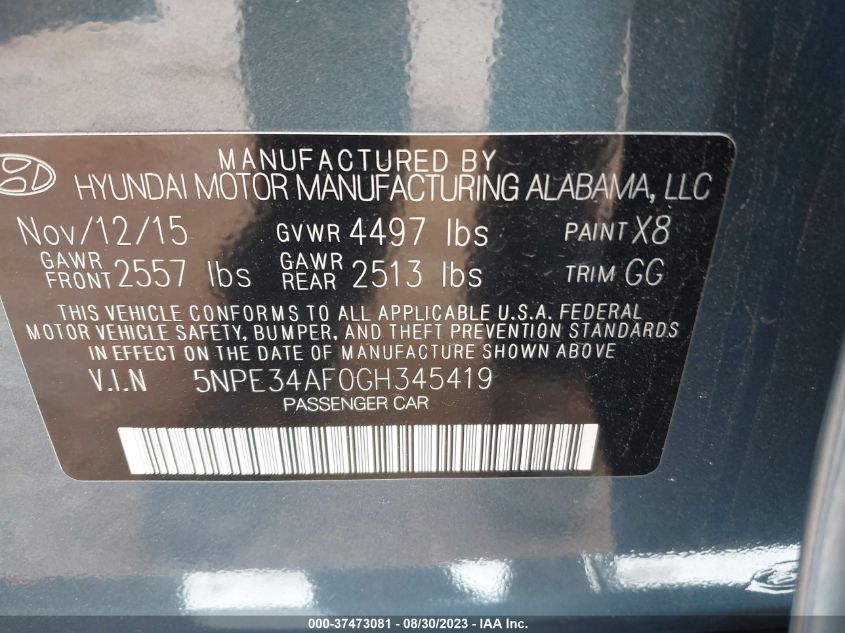 MANUFACTURED BY
HYUNDAI MOTOR MANUFACTURING ALABAMA, LLC
Nov/12/15 GVWR 4497 lbs PAINT X8
GAWR FRONT 2557 lbs GAWR REAR 2513 lbs TRIM GG
THIS VEHICLE CONFORMS TO ALL APPLICABLE U.S.A. FEDERAL
MOTOR VEHICLE SAFETY, BUMPER, AND THEFT PREVENTION STANDARDS
IN EFFECT ON THE DATE OF MANUFACTURE SHOWN ABOVE.
V.I.N 5NPE34AF0GH345419
PASSENGER CAR
000-37473081 - 08/30/2023 - IAA Inc.